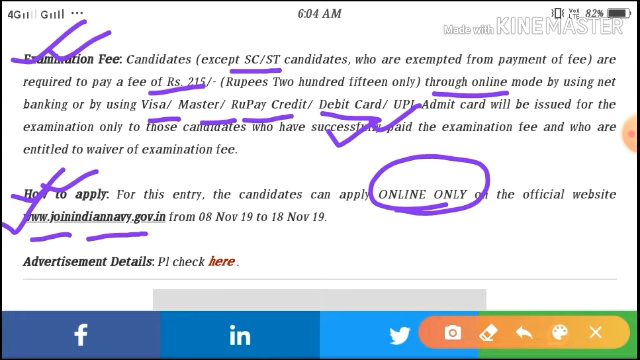 4G G 6:04 AM VoI LTE 82%
Made with KINEMASTER
Examination Fee: Candidates (except SC/ST candidates, who are exempted from payment of fee) are
required to pay a fee of Rs. 215/- (Rupees Two hundred fifteen only) through online mode by using net
banking or by using Visa/ Master/ RuPay Credit/ Debit Card/ UPI. Admit card will be issued for the
examination only to those candidates who have successfully paid the examination fee and who are
entitled to waiver of examination fee.
How to apply: For this entry, the candidates can apply ONLINE ONLY on the official website
www.joinindiannavy.gov.in from 08 Nov 19 to 18 Nov 19.
Advertisement Details: Pl check here .
f in